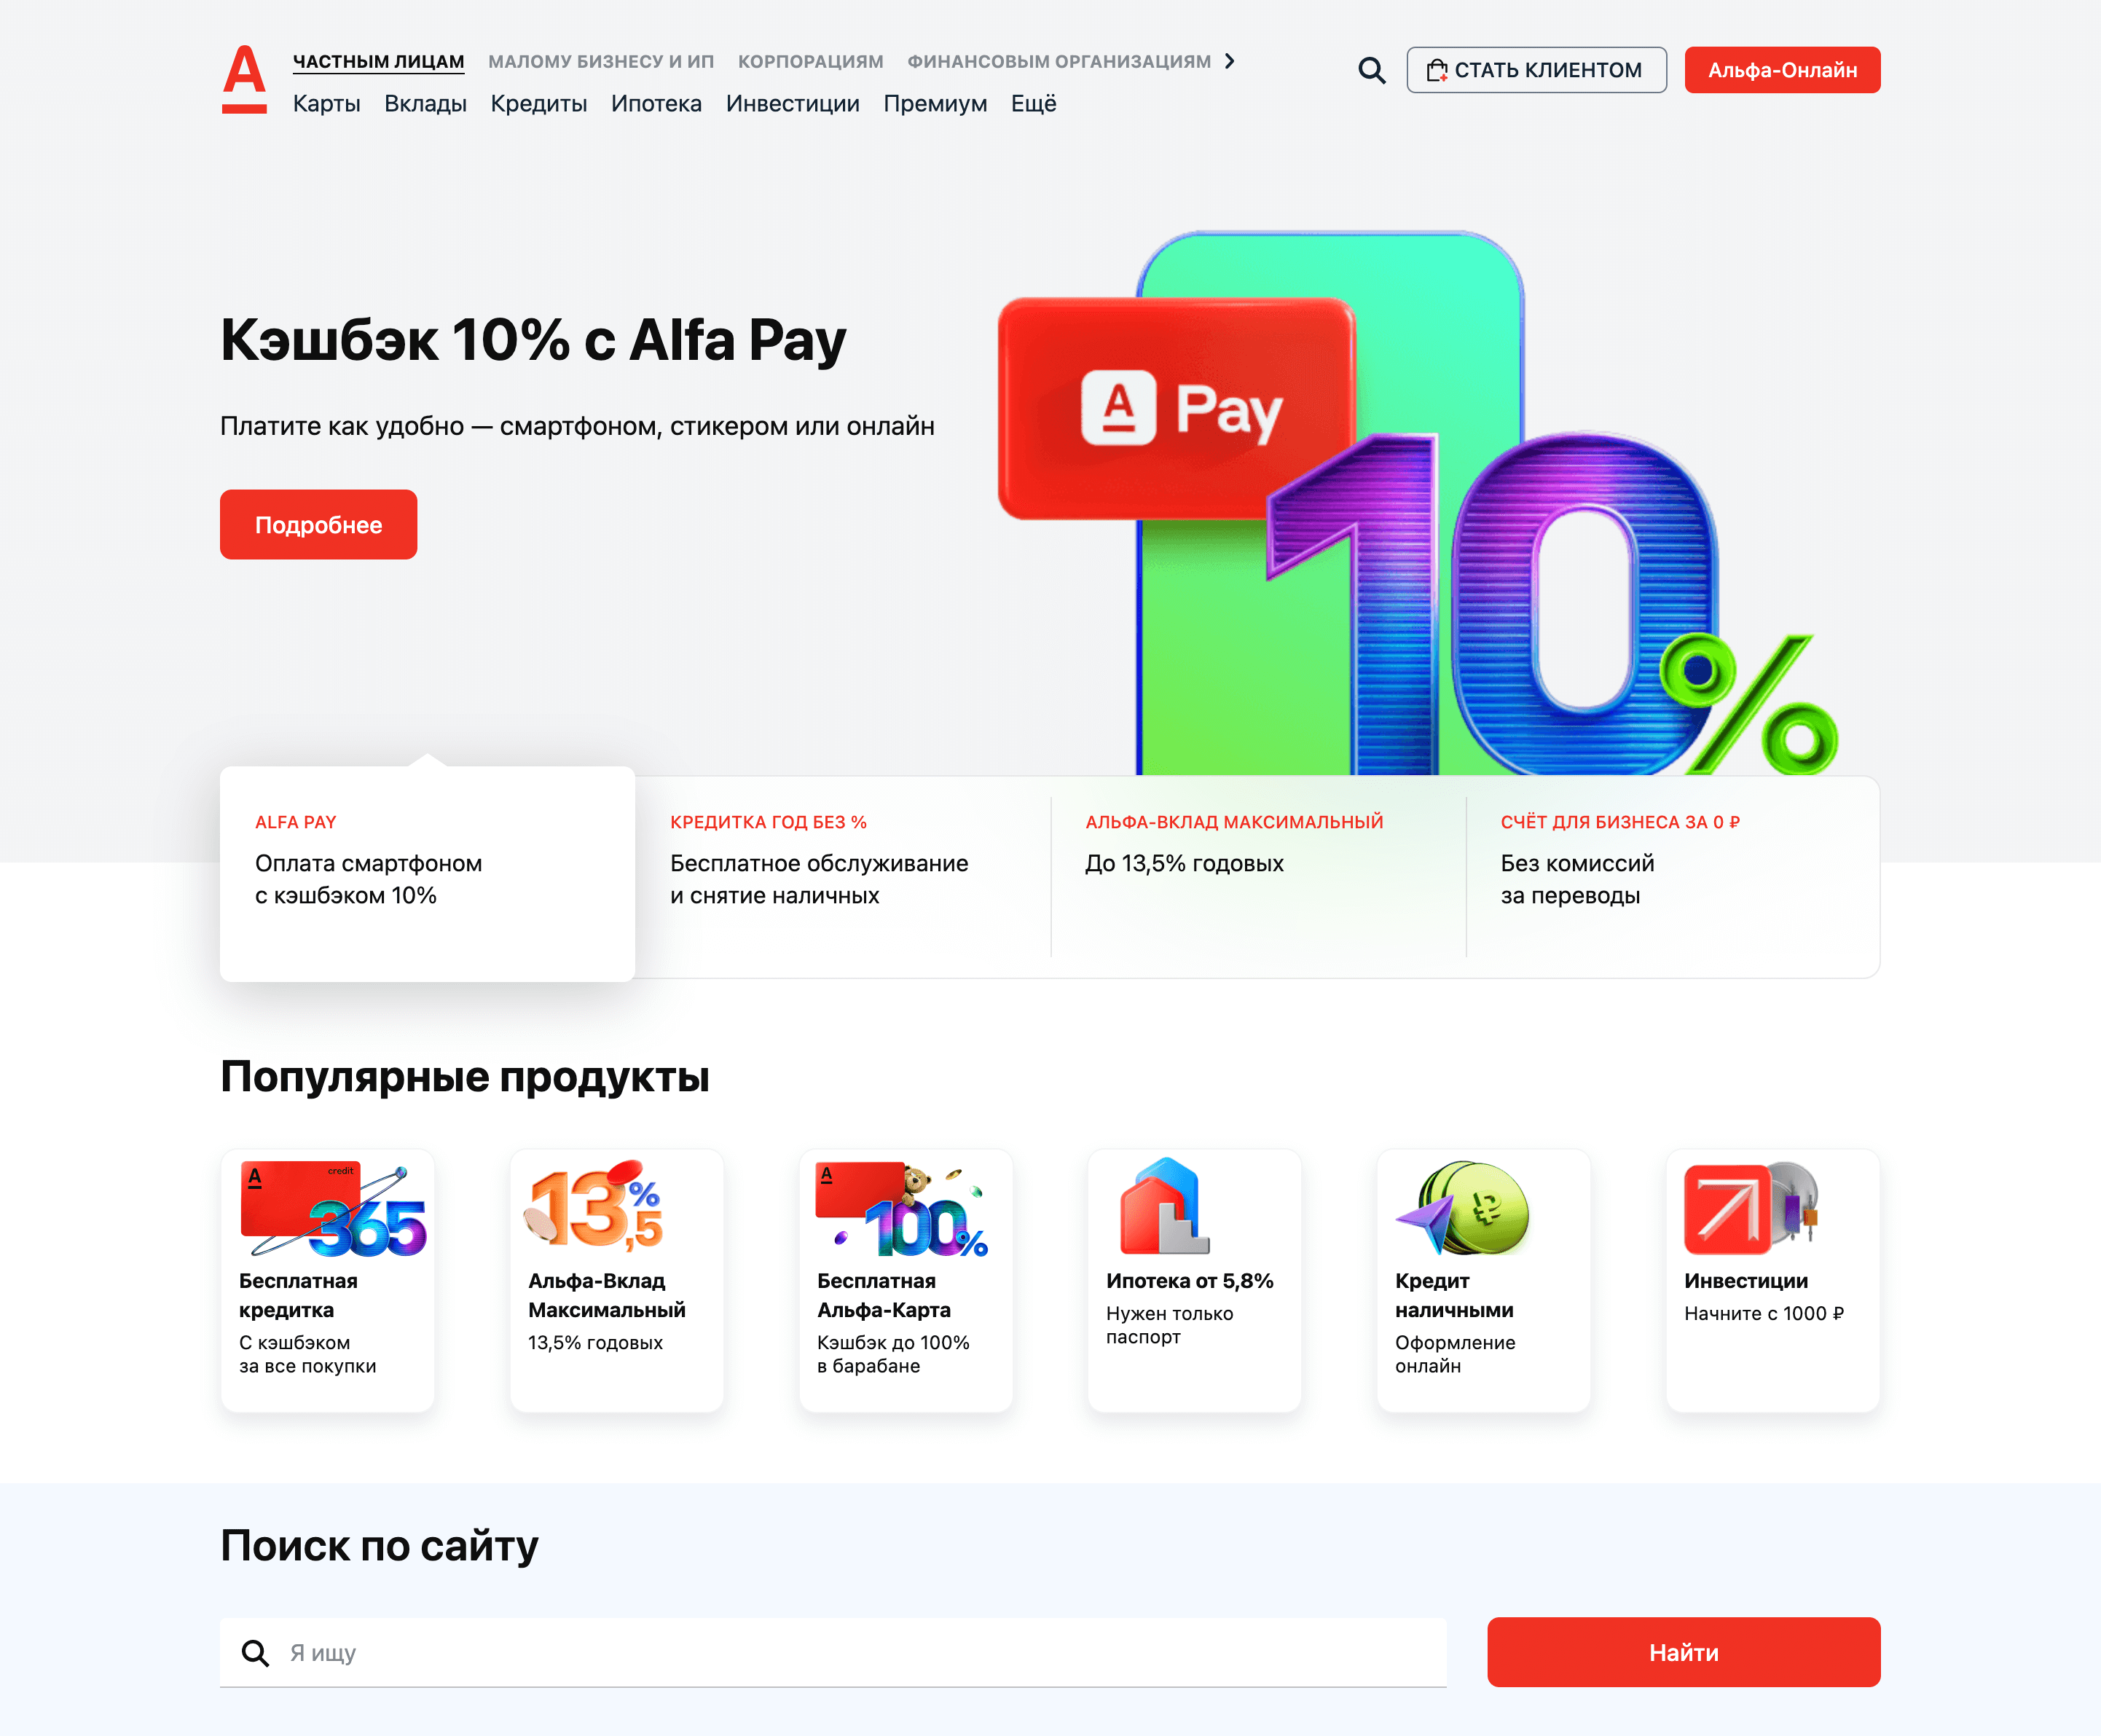 А
ЧАСТНЫМ ЛИЦАМ МАЛОМУ БИЗНЕСУ И ИП КОРПОРАЦИЯМ ФИНАНСОВЫМ ОРГАНИЗАЦИЯМ
Карты Вклады Кредиты Ипотека Инвестиции Премиум Ещё
СТАТЬ КЛИЕНТОМ
Альфа-Онлайн
Кэшбэк 10% с Alfa Pay
Платите как удобно — смартфоном, стикером или онлайн
Подробнее
А Pay
10%
ALFA PAY
Оплата смартфоном
с кэшбэком 10%
КРЕДИТКА ГОД БЕЗ %
Бесплатное обслуживание
и снятие наличных
АЛЬФА-ВКЛАД МАКСИМАЛЬНЫЙ
До 13,5% годовых
СЧЁТ ДЛЯ БИЗНЕСА ЗА 0 ₽
Без комиссий
за переводы
Популярные продукты
А credit
365
Бесплатная
кредитка
С кэшбэком
за все покупки
13,5%
Альфа-Вклад
Максимальный
13,5% годовых
А
100%
Бесплатная
Альфа-Карта
Кэшбэк до 100%
в барабане
Ипотека от 5,8%
Нужен только
паспорт
₽
Кредит
наличными
Оформление
онлайн
Инвестиции
Начните с 1000 ₽
Поиск по сайту
Я ищу
Найти